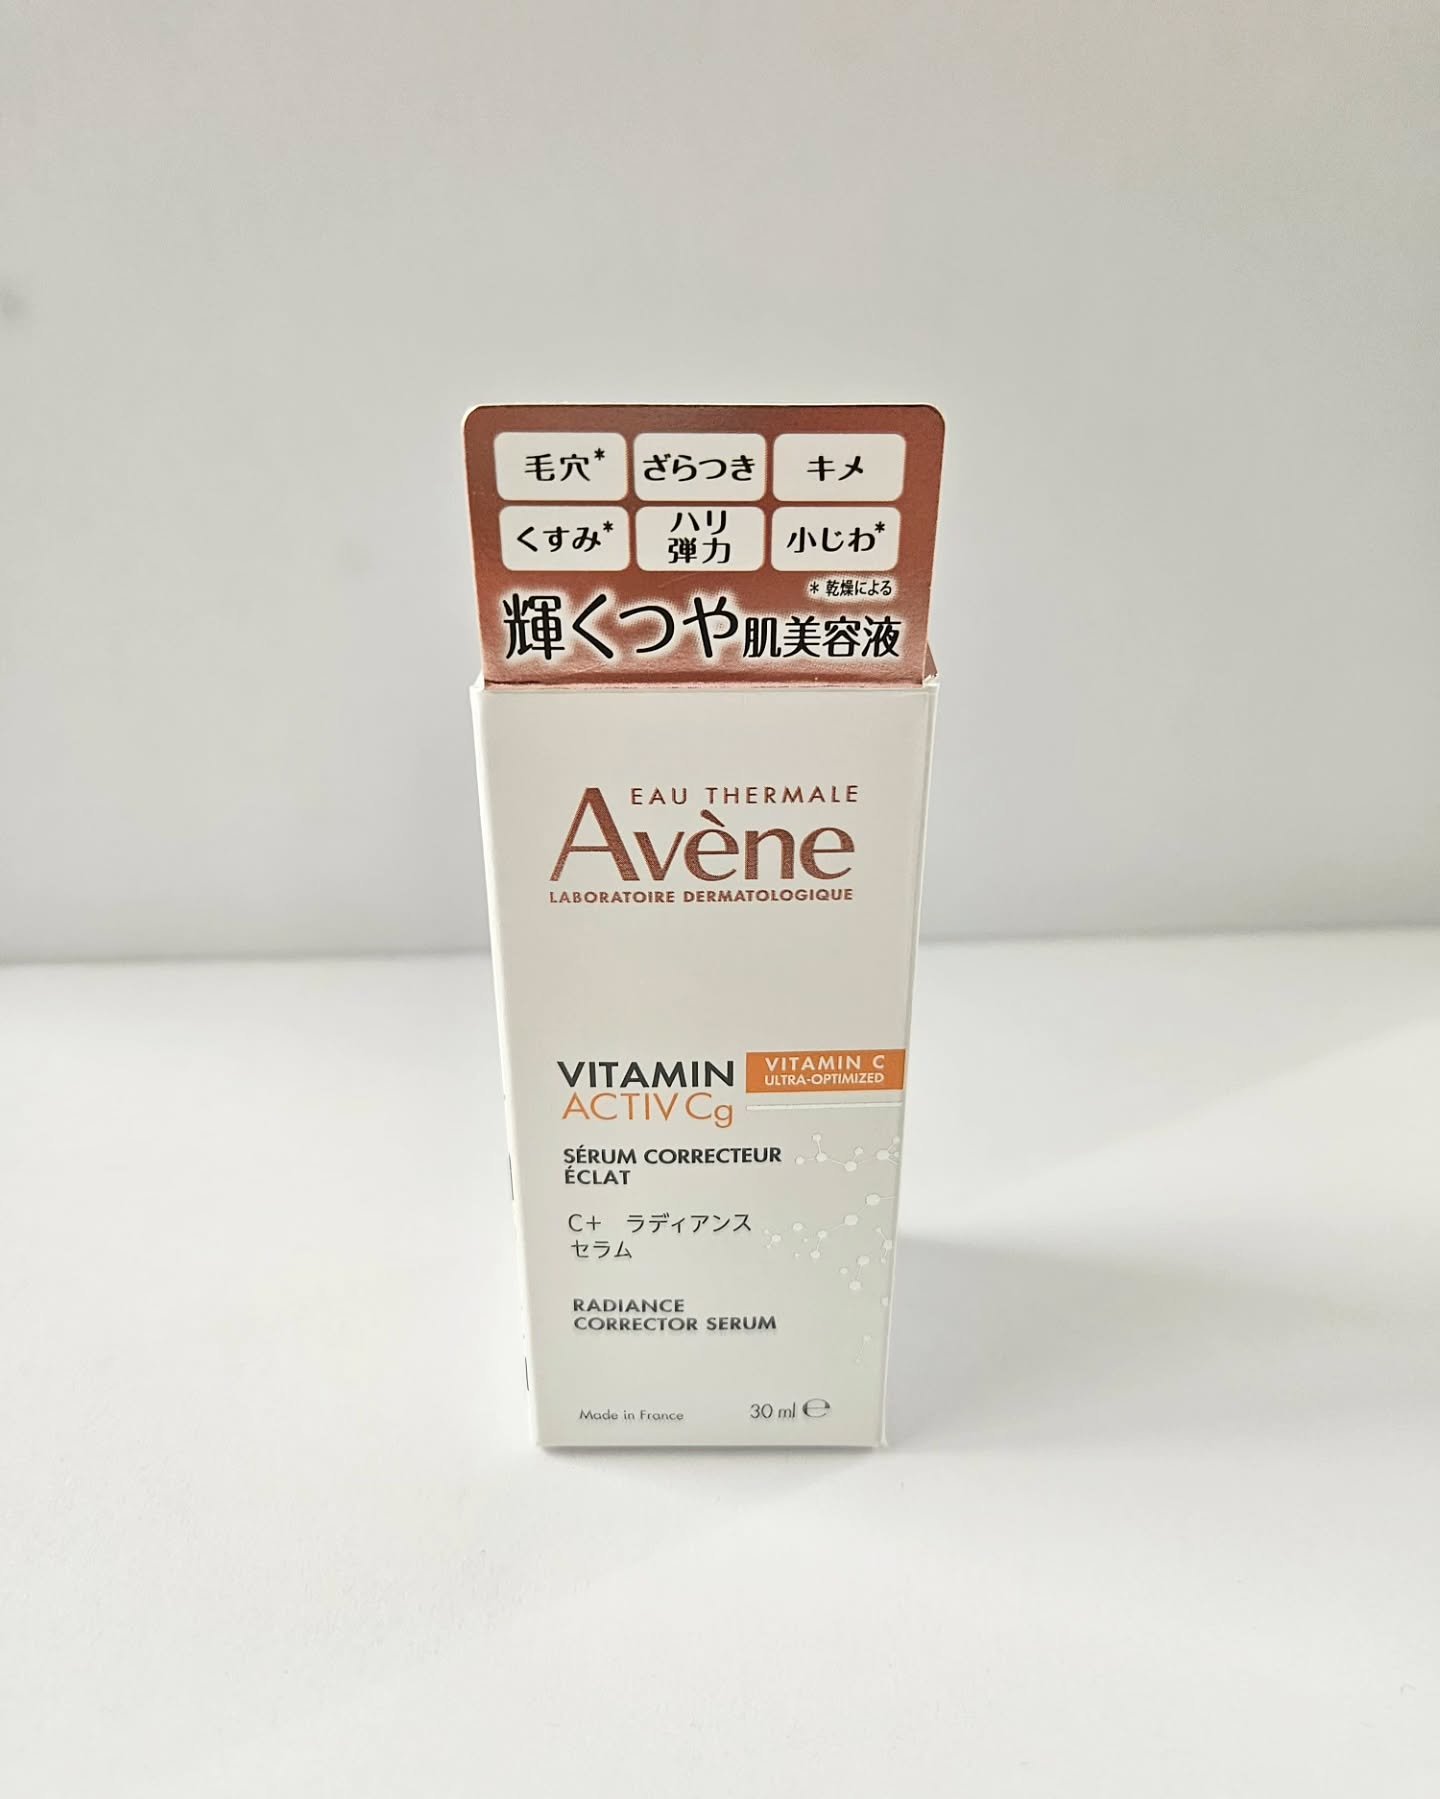 毛穴* ざらつき キメ
くすみ* ハリ 小じわ*
弾力
* 乾燥による
輝くつや肌美容液
EAU THERMALE
Avène
LABORATOIRE DERMATOLOGIQUE
VITAMIN
ACTIV Cg
VITAMIN C
ULTRA-OPTIMIZED
SÉRUM CORRECTEUR
ÉCLAT
C+ ラディアンス
セラム
RADIANCE
CORRECTOR SERUM
Made in France 30 ml ℮